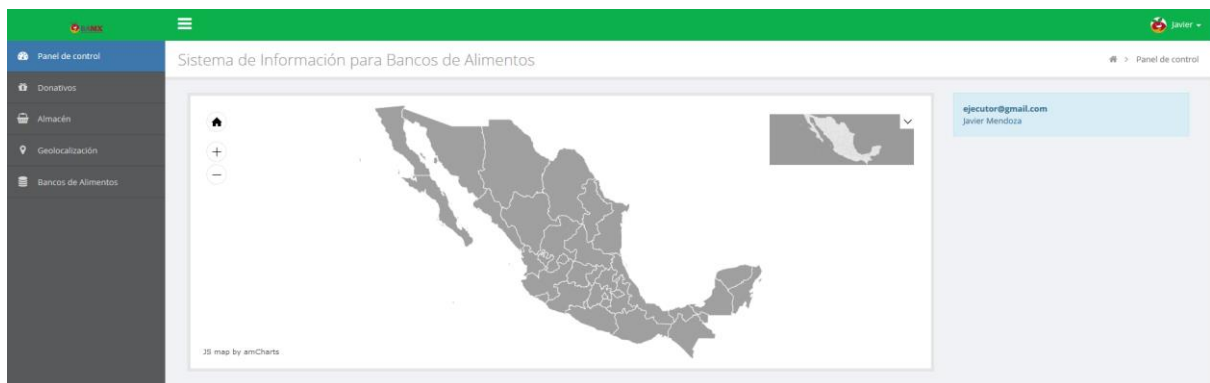 BAMX
Javier
Panel de control
Sistema de Información para Bancos de Alimentos
> Panel de control
Donativos
Almacén
Geolocalización
Bancos de Alimentos
ejecutor@gmail.com
Javier Mendoza
JS map by amCharts